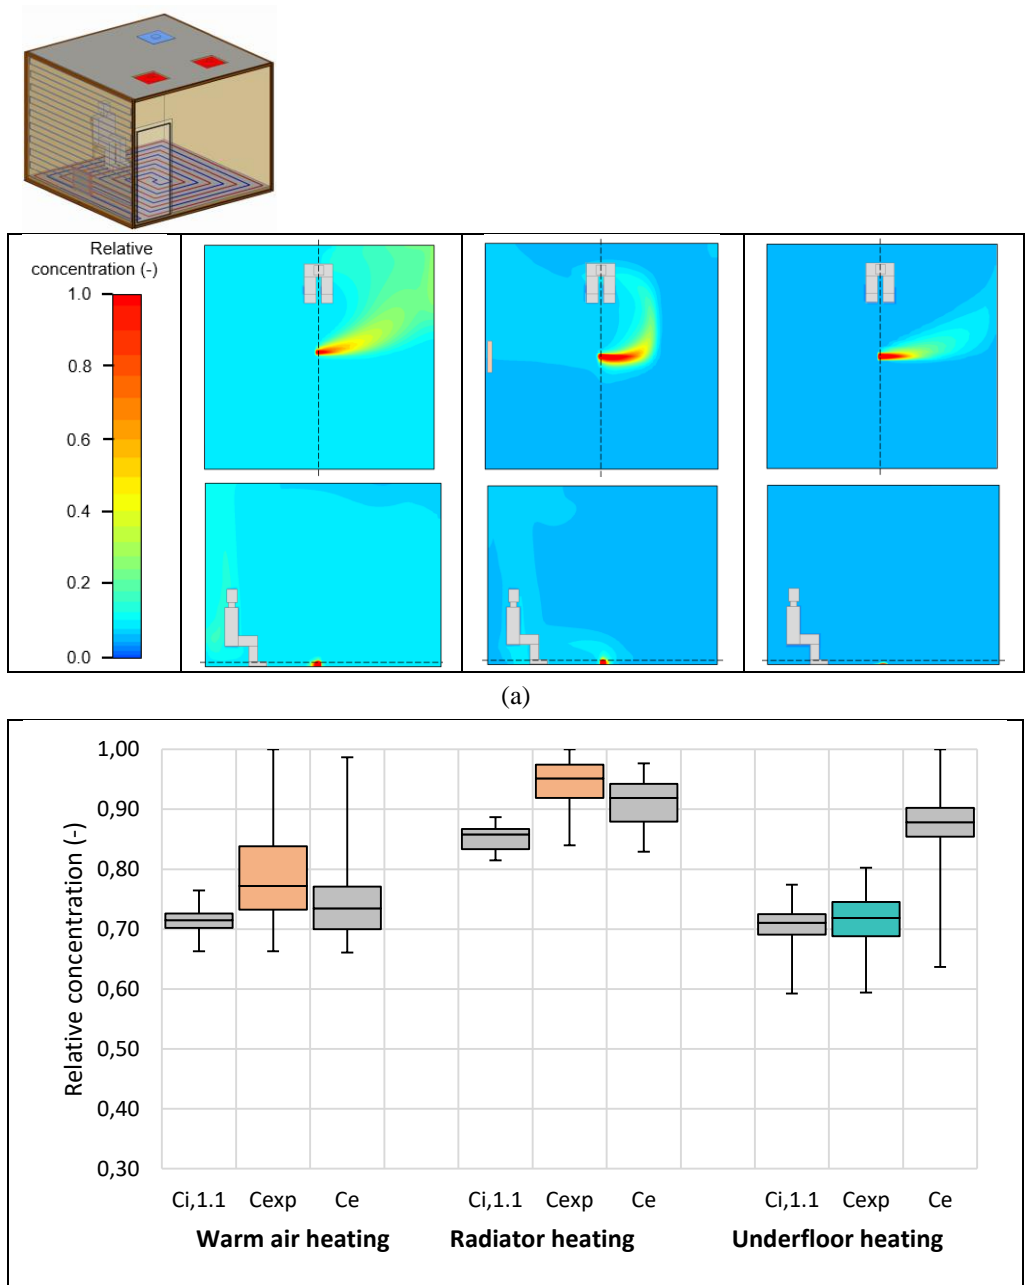 Relative
concentration (-)
1.0
0.8
0.6
0.4
0.2
0.0
(a)
Relative concentration (-)
1,00
0,90
0,80
0,70
0,60
0,50
0,40
0,30
Ci,1.1 Cexp Ce Ci,1.1 Cexp Ce Ci,1.1 Cexp Ce
Warm air heating Radiator heating Underfloor heating